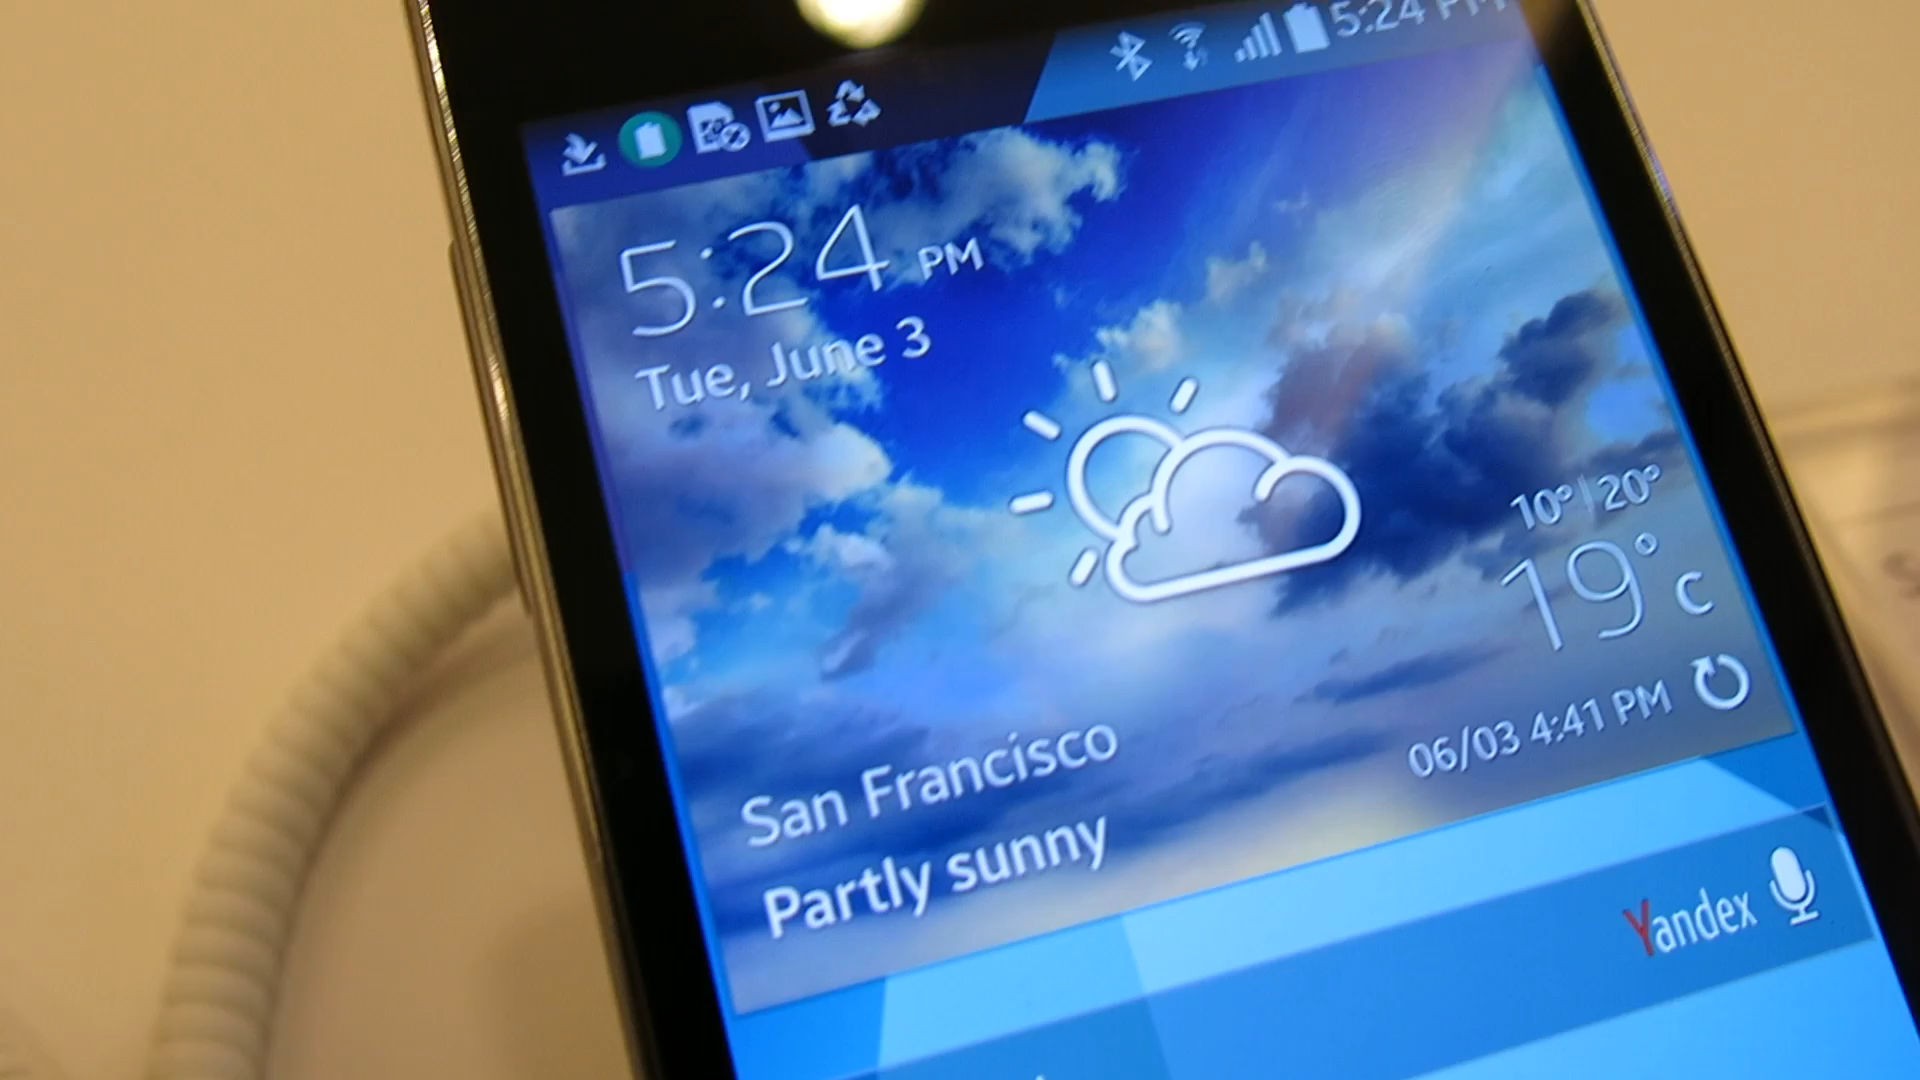 5:24 PM
5:24 PM
Tue, June 3
10° | 20°
19° C
San Francisco
06/03 4:41 PM
Partly sunny
Yandex